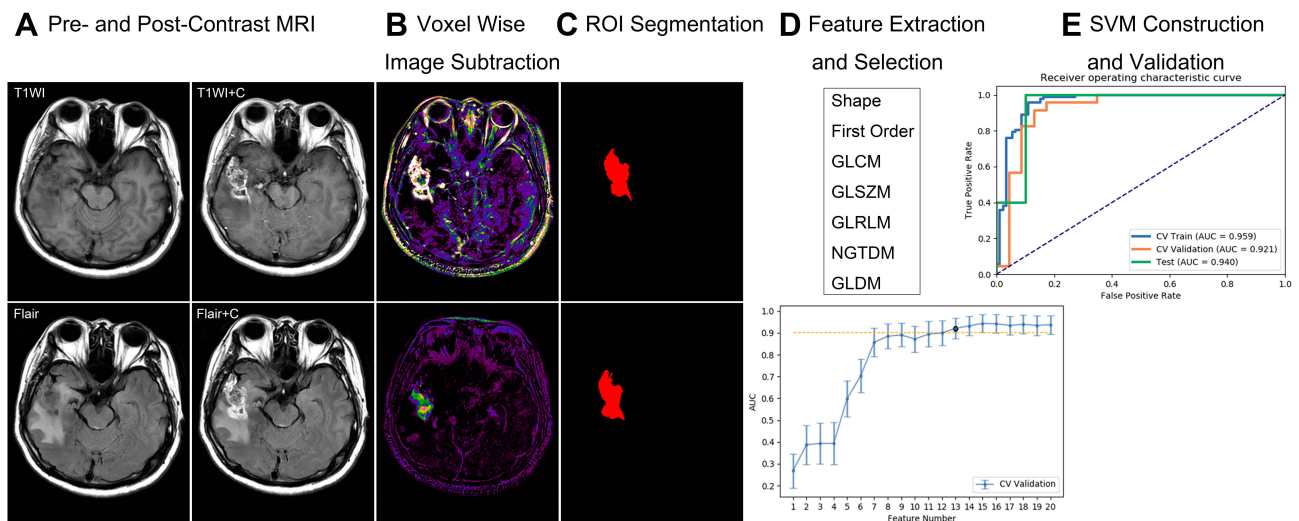 A Pre- and Post-Contrast MRI
B Voxel Wise
Image Subtraction
C ROI Segmentation
D Feature Extraction
and Selection
E SVM Construction
and Validation
T1WI
T1WI+C
Flair
Flair+C
Shape
First Order
GLCM
GLSZM
GLRLM
NGTDM
GLDM
Receiver operating characteristic curve
True Positive Rate
1.0
0.8
0.6
0.4
0.2
0.0
CV Train (AUC = 0.959)
CV Validation (AUC = 0.921)
Test (AUC = 0.940)
0.0 0.2 0.4 0.6 0.8 1.0
False Positive Rate
AUC
1.0
0.9
0.8
0.7
0.6
0.5
0.4
0.3
0.2
CV Validation
1 2 3 4 5 6 7 8 9 10 11 12 13 14 15 16 17 18 19 20
Feature Number